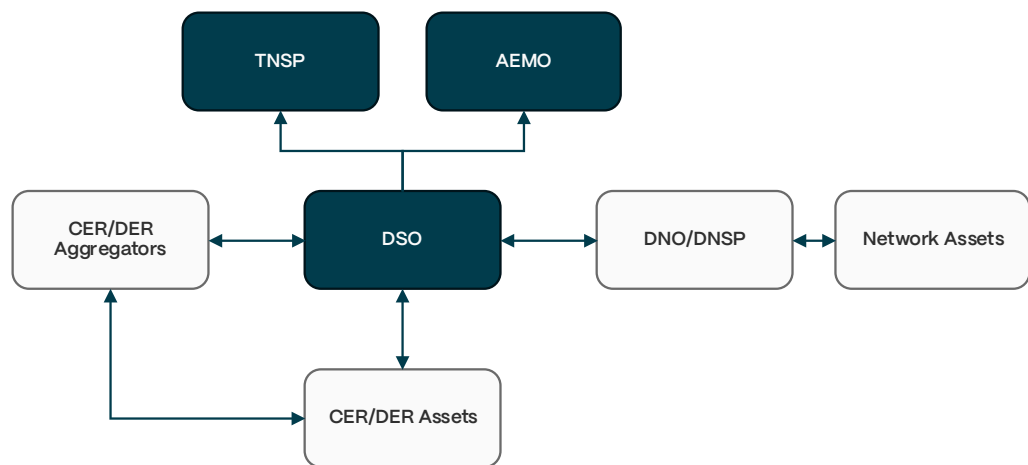 TNSP
AEMO
CER/DER
Aggregators
DSO
DNO/DNSP
Network Assets
CER/DER Assets